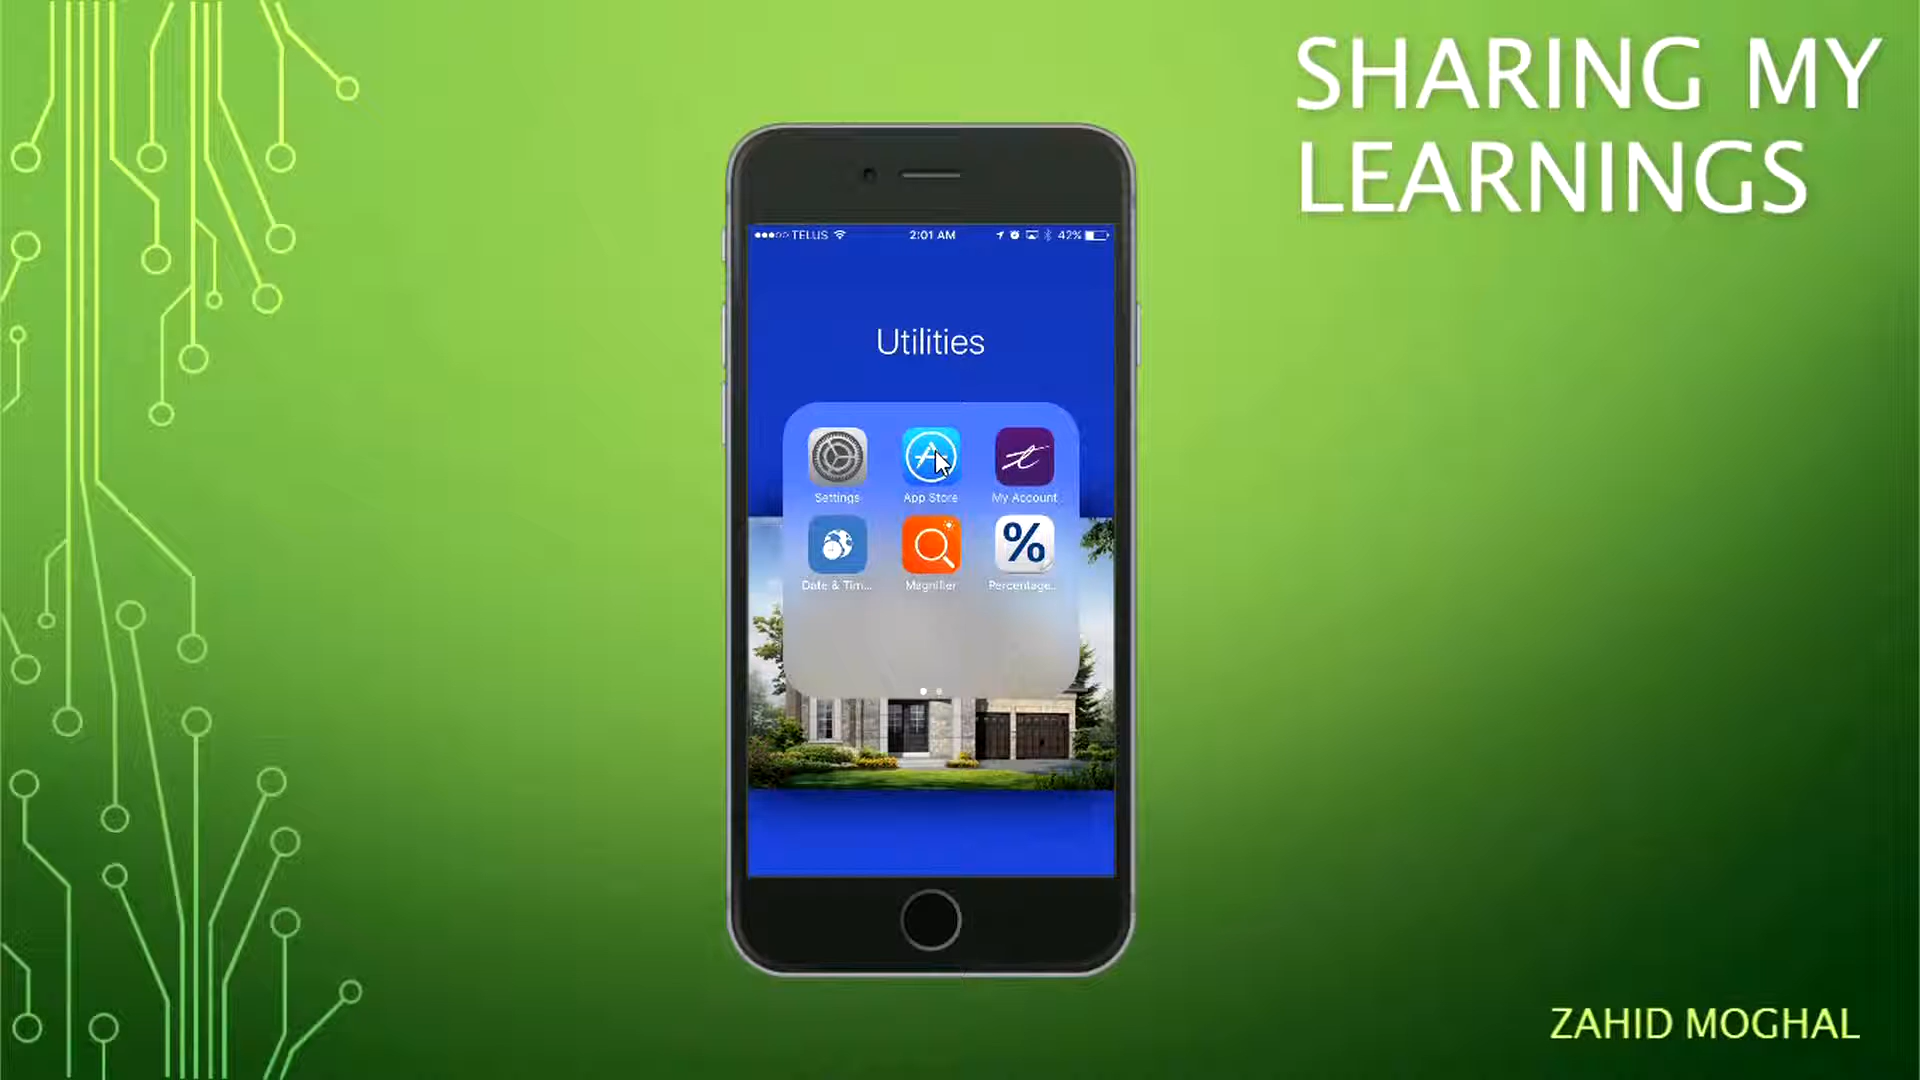 SHARING MY
LEARNINGS
TELUS 2:01 AM 42%
Utilities
Settings App Store My Account
%
Date & Tim... Magnifier Percentage..
ZAHID MOGHAL